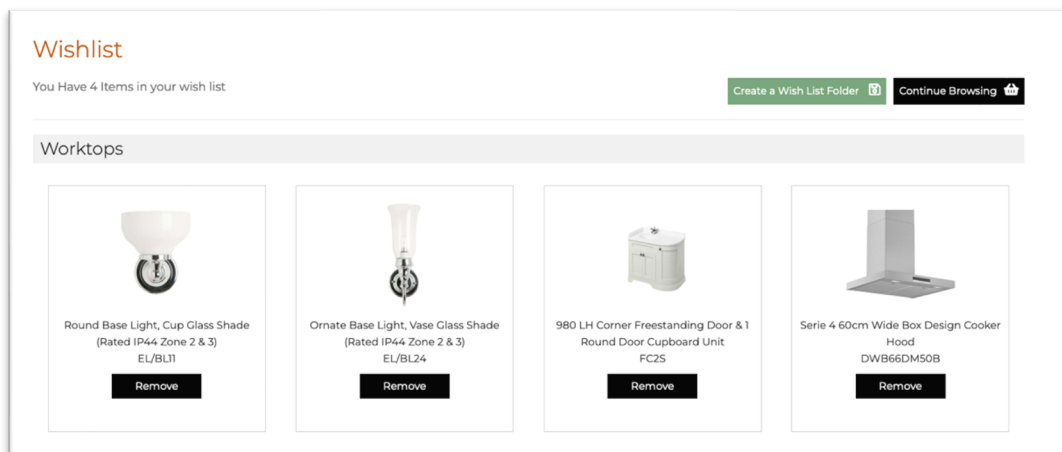 Wishlist
You Have 4 Items in your wish list
Create a Wish List Folder
Continue Browsing
Worktops
Round Base Light, Cup Glass Shade
(Rated IP44 Zone 2 & 3)
EL/BL11
Remove
Ornate Base Light, Vase Glass Shade
(Rated IP44 Zone 2 & 3)
EL/BL24
Remove
980 LH Corner Freestanding Door & 1
Round Door Cupboard Unit
FC2S
Remove
Serie 4 60cm Wide Box Design Cooker
Hood
DWB66DM50B
Remove